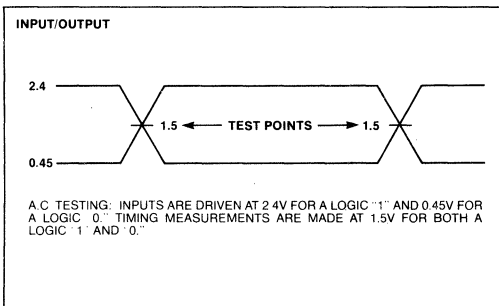 INPUT/OUTPUT
2.4
1.5 TEST POINTS 1.5
0.45
A.C TESTING: INPUTS ARE DRIVEN AT 2 4V FOR A LOGIC "1" AND 0.45V FOR
A LOGIC 0." TIMING MEASUREMENTS ARE MADE AT 1.5V FOR BOTH A
LOGIC '1' AND '0."